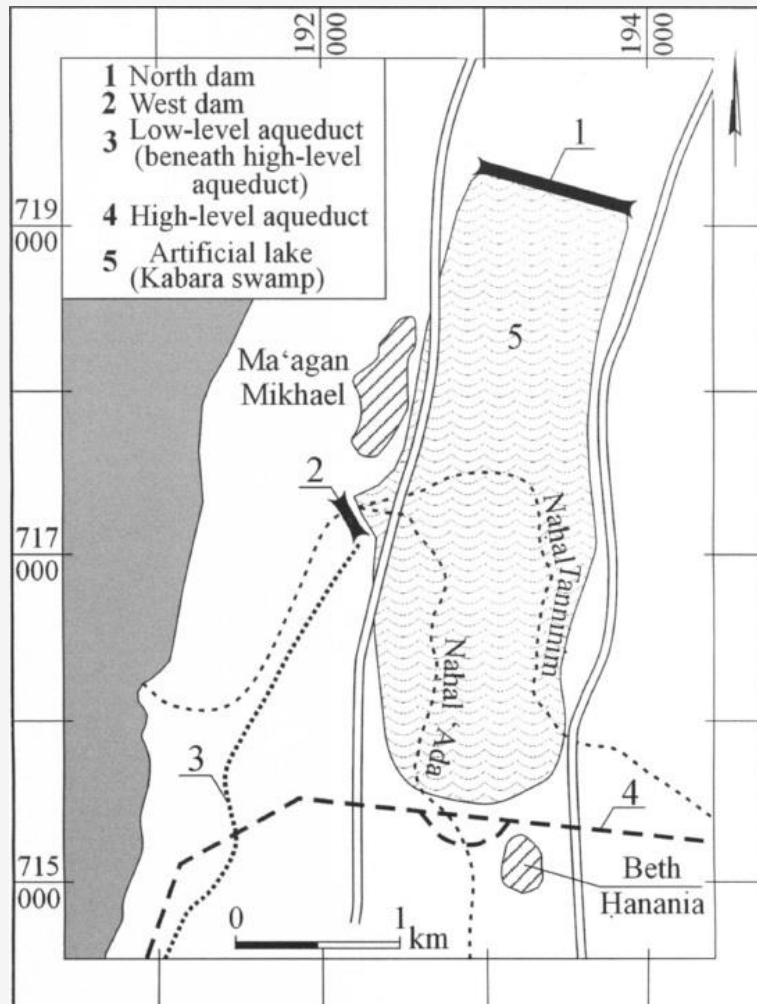 192
000
194
000
1 North dam
2 West dam
3 Low-level aqueduct
(beneath high-level
aqueduct)
4 High-level aqueduct
5 Artificial lake
(Kabara swamp)
1
719
000
5
Ma‘agan
Mikhael
2
717
000
Nahal Tanninim
Nahal ‘Ada
3
4
715
000
Beth
Hanania
0 1
km